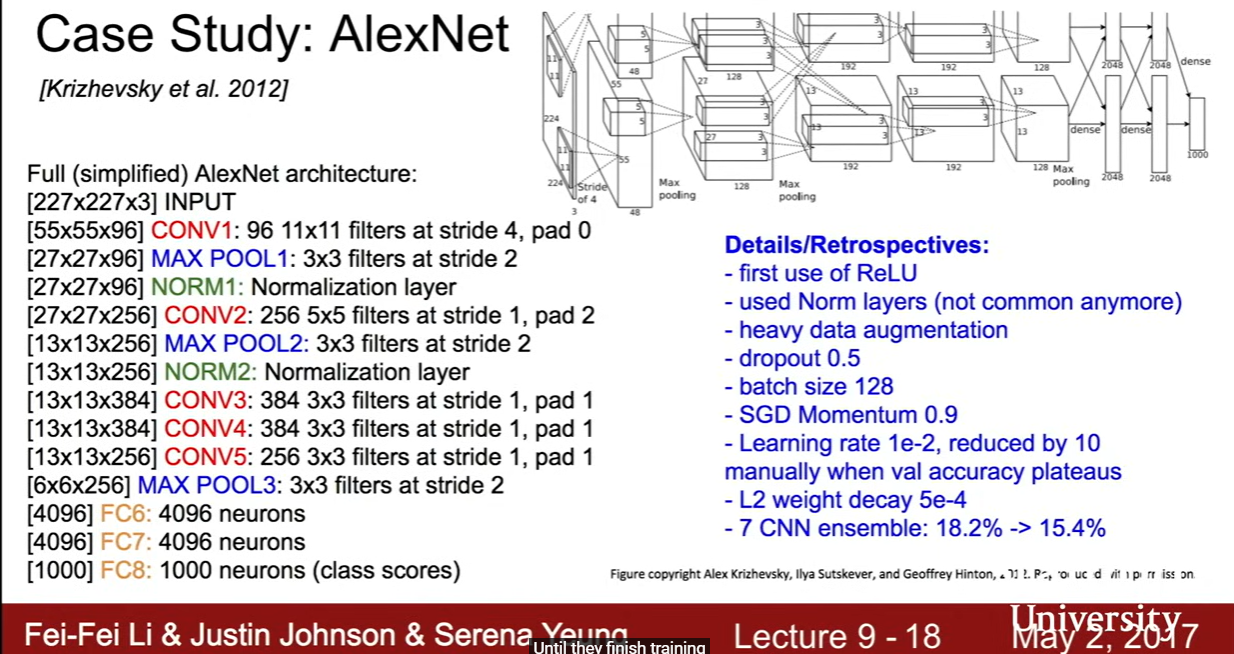 Case Study: AlexNet
[Krizhevsky et al. 2012]
Full (simplified) AlexNet architecture:
[227x227x3] INPUT
[55x55x96] CONV1: 96 11x11 filters at stride 4, pad 0
[27x27x96] MAX POOL1: 3x3 filters at stride 2
[27x27x96] NORM1: Normalization layer
[27x27x256] CONV2: 256 5x5 filters at stride 1, pad 2
[13x13x256] MAX POOL2: 3x3 filters at stride 2
[13x13x256] NORM2: Normalization layer
[13x13x384] CONV3: 384 3x3 filters at stride 1, pad 1
[13x13x384] CONV4: 384 3x3 filters at stride 1, pad 1
[13x13x256] CONV5: 256 3x3 filters at stride 1, pad 1
[6x6x256] MAX POOL3: 3x3 filters at stride 2
[4096] FC6: 4096 neurons
[4096] FC7: 4096 neurons
[1000] FC8: 1000 neurons (class scores)
11
11
224
11
11
224
3
Stride
of 4
55
5
5
48
5
5
55
48
Max
pooling
27
3
3
128
3
3
27
3
3
128
Max
pooling
3
3
192
13
3
3
13
192
3
3
192
13
3
3
13
192
128
13
13
128
Max
pooling
2048
2048
dense
dense
dense
2048
2048
1000
Details/Retrospectives:
- first use of ReLU
- used Norm layers (not common anymore)
- heavy data augmentation
- dropout 0.5
- batch size 128
- SGD Momentum 0.9
- Learning rate 1e-2, reduced by 10
manually when val accuracy plateaus
- L2 weight decay 5e-4
- 7 CNN ensemble: 18.2% -> 15.4%
Figure copyright Alex Krizhevsky, Ilya Sutskever, and Geoffrey Hinton,
Fei-Fei Li & Justin Johnson & Serena Yeung
Lecture 9 - 18
University
May 2, 2017
Until they finish training